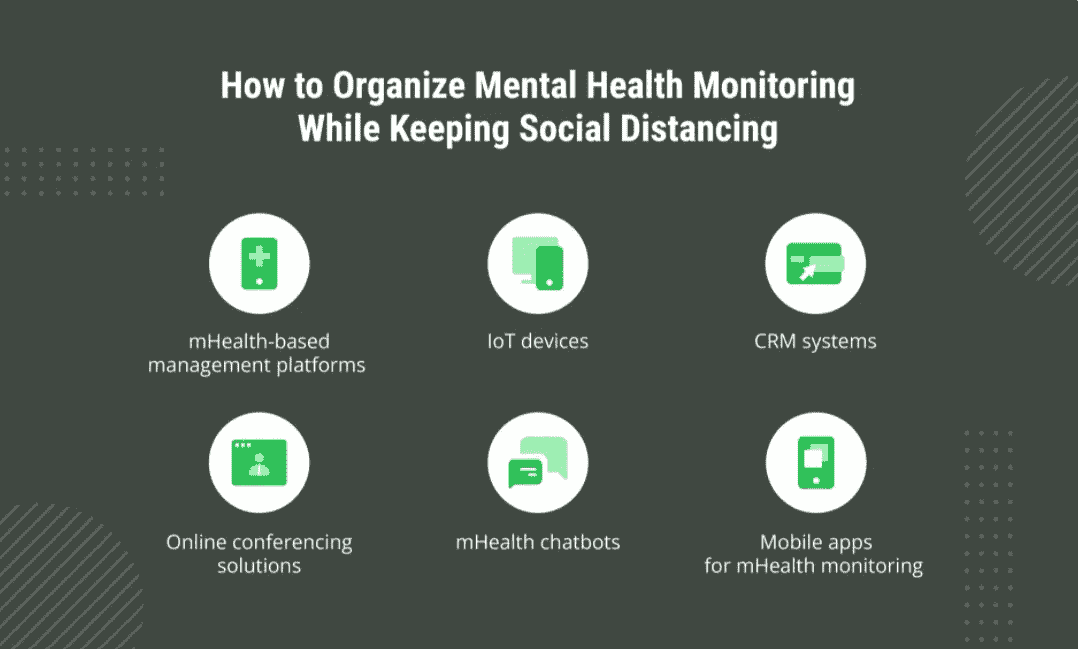 How to Organize Mental Health Monitoring
While Keeping Social Distancing
mHealth-based
management platforms
IoT devices
CRM systems
Online conferencing
solutions
mHealth chatbots
Mobile apps
for mHealth monitoring